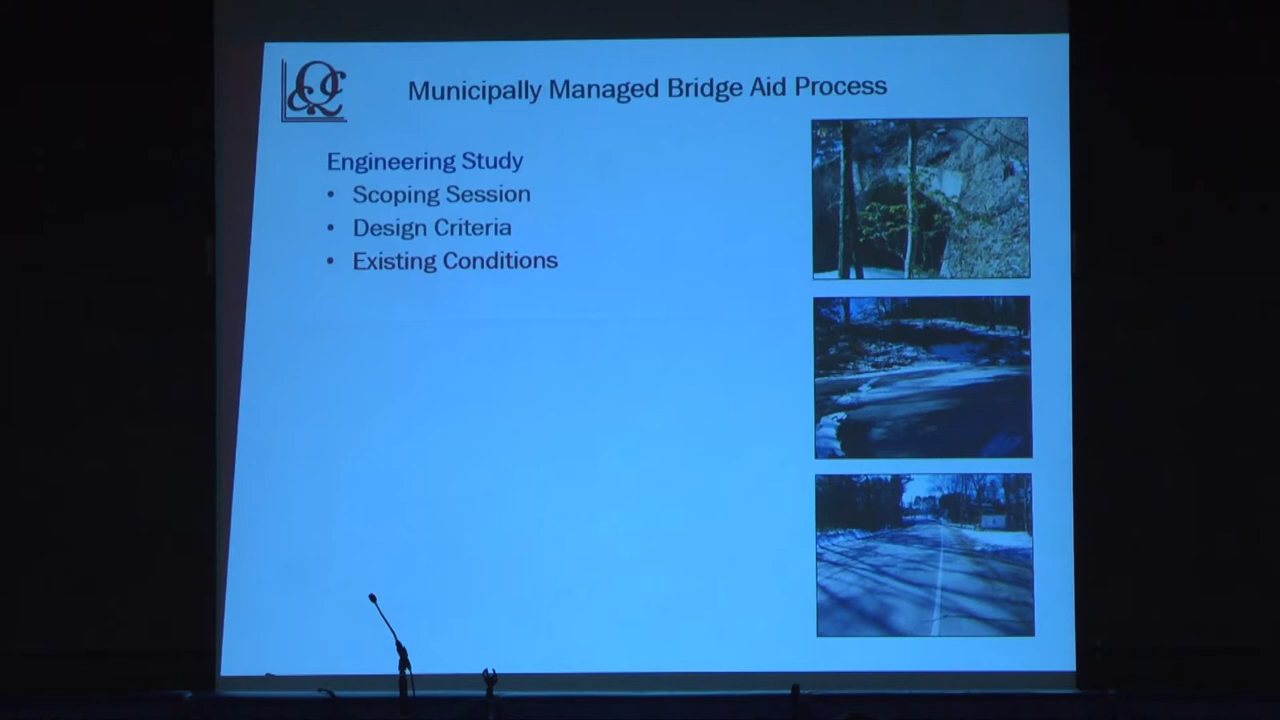 Municipally Managed Bridge Aid Process
Engineering Study
• Scoping Session
• Design Criteria
• Existing Conditions